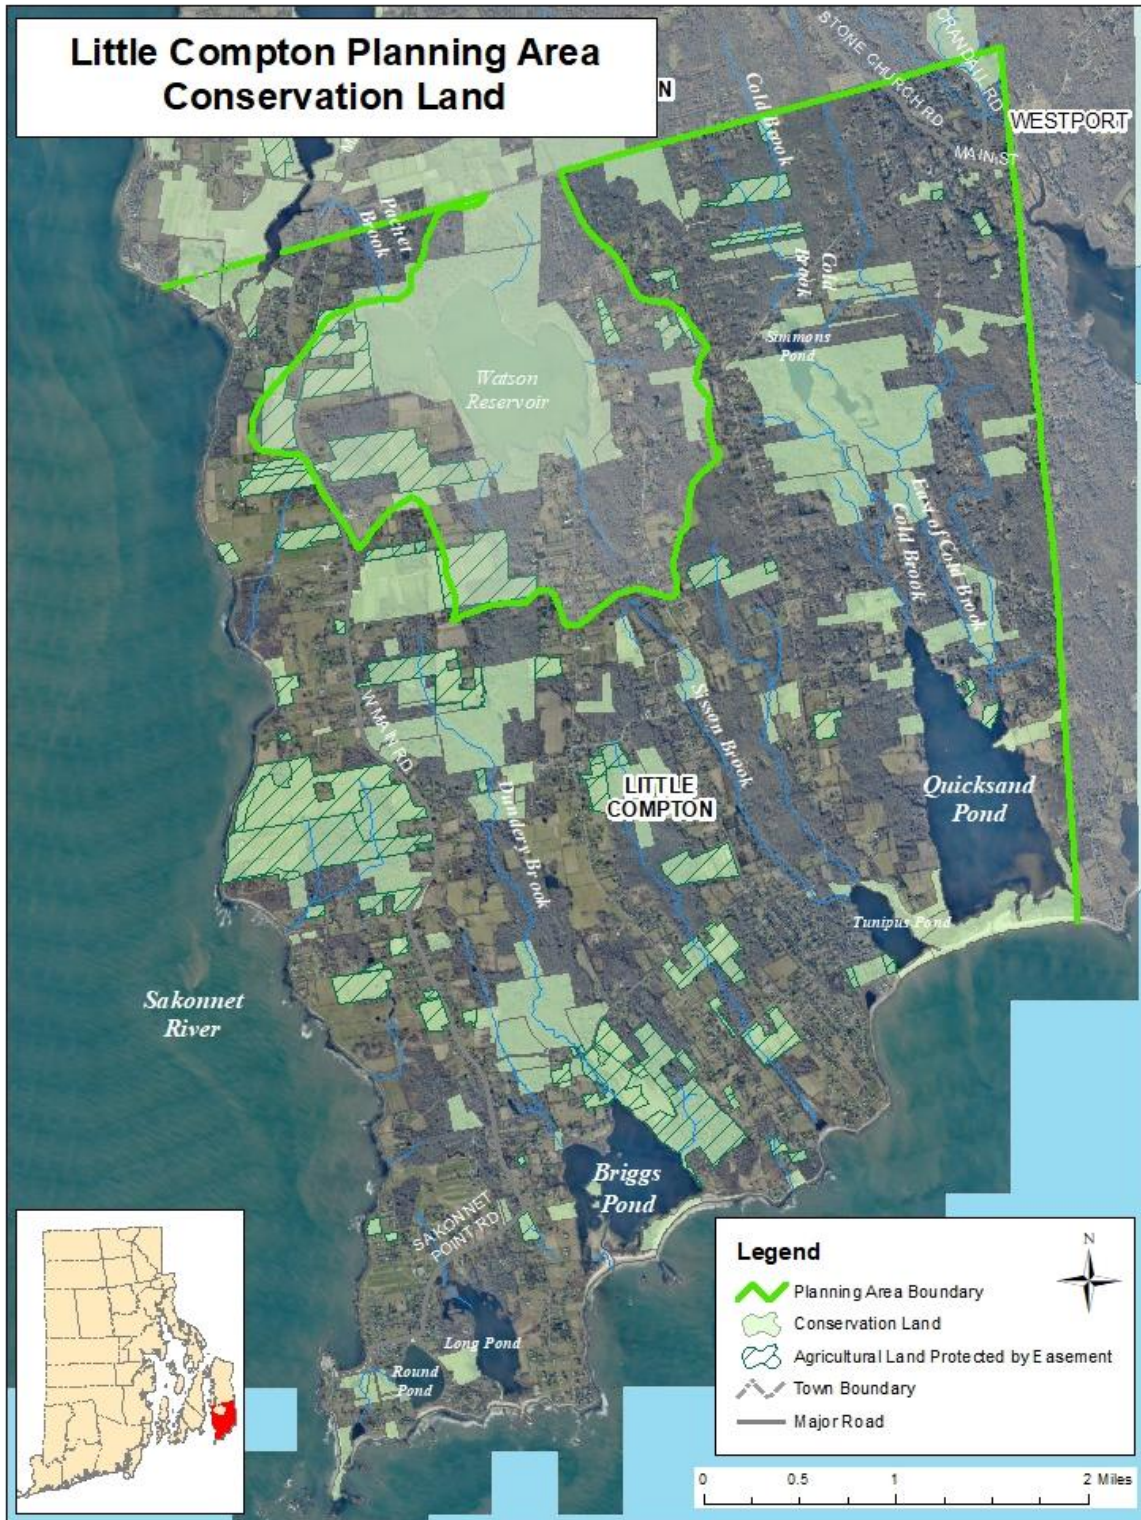 Little Compton Planning Area
Conservation Land
N
STONE CHURCH RD
CRANDALL RD
WESTPORT
MAIN ST
Cold Brook
Pachet
Brook
Cold
Brook
Simmons
Pond
Watson
Reservoir
East of Cold Brook
Cold Brook
W MAIN RD
Sisson Brook
LITTLE
COMPTON
Quicksand
Pond
Dundery Brook
Tunipus Pond
Sakonnet
River
Briggs
Pond
SAKONNET
POINT RD
Long Pond
Round
Pond
Legend
N
Planning Area Boundary
Conservation Land
Agricultural Land Protected by Easement
Town Boundary
Major Road
0 0.5 1 2 Miles